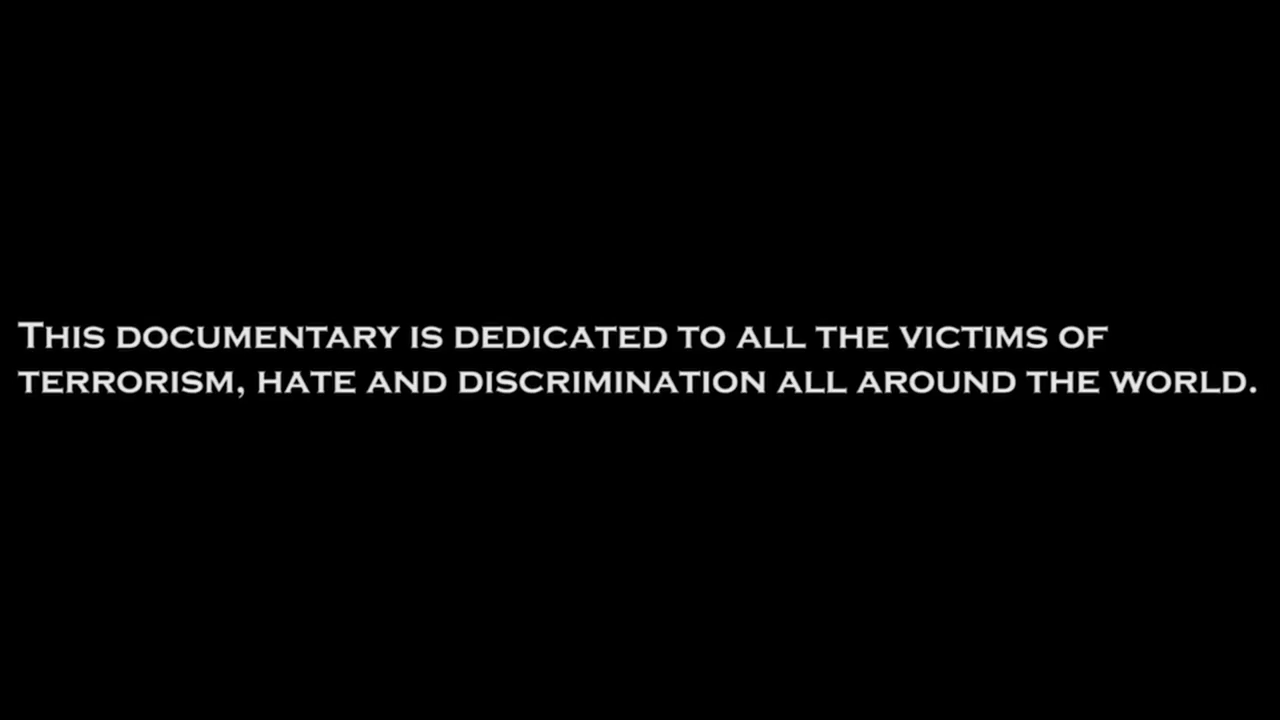 This documentary is dedicated to all the victims of
terrorism, hate and discrimination all around the world.